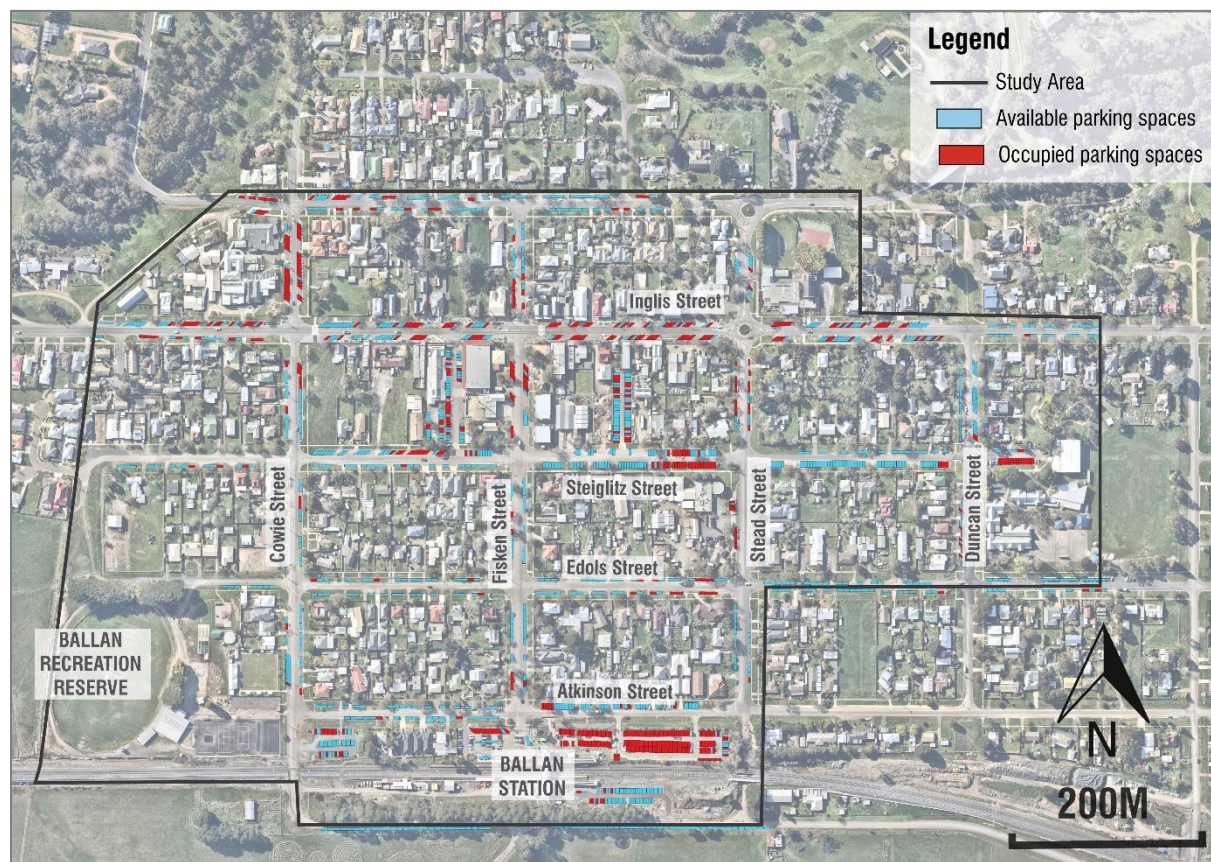 Legend
Study Area
Available parking spaces
Occupied parking spaces
Inglis Street
Steiglitz Street
Cowie Street
Fisken Street
Stead Street
Duncan Street
Edols Street
BALLAN
RECREATION
RESERVE
Atkinson Street
BALLAN
STATION
N
200M